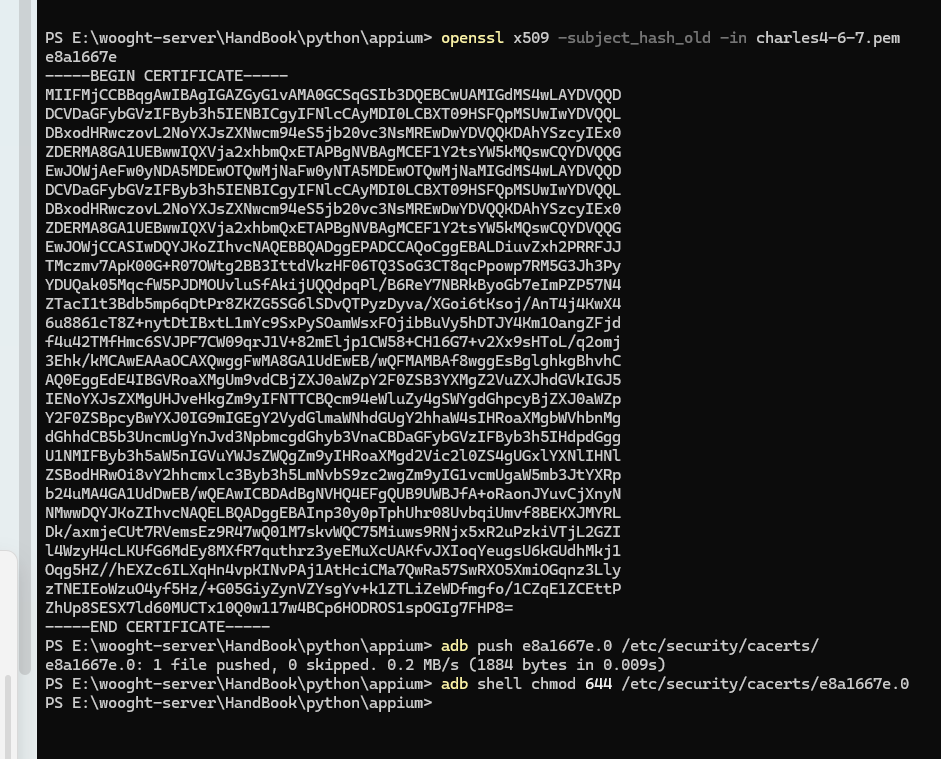 PS E:\wooght-server\HandBook\python\appium> openssl x509 -subject_hash_old -in charles4-6-7.pem
e8a1667e
-----BEGIN CERTIFICATE-----
MIIFMjCCBBqgAwIBAgIGAZGyG1vAMA0GCSqGSIb3DQEBCwUAMIGdMS4wLAYDVQQD
DCVDaGFybGVzIFByb3h5IENBICgyIFNlcCAyMDI0LCBXT09HSFQpMSUwIwYDVQQL
DBxodHRwczovL2NoYXJsZXNwcm94eS5jb20vc3NsMREwDwYDVQQKDAhYSzcyIEx0
ZDERMA8GA1UEBwwIQXVja2xhbmQxETAPBgNVBAgMCEF1Y2tsYW5kMQswCQYDVQQG
EwJOWjAeFw0yNDA5MDEwOTQwMjNaFw0yNTA5MDEwOTQwMjNaMIGdMS4wLAYDVQQD
DCVDaGFybGVzIFByb3h5IENBICgyIFNlcCAyMDI0LCBXT09HSFQpMSUwIwYDVQQL
DBxodHRwczovL2NoYXJsZXNwcm94eS5jb20vc3NsMREwDwYDVQQKDAhYSzcyIEx0
ZDERMA8GA1UEBwwIQXVja2xhbmQxETAPBgNVBAgMCEF1Y2tsYW5kMQswCQYDVQQG
EwJOWjCCASIwDQYJKoZIhvcNAQEBBQADggEPADCCAQoCggEBALDiuvZxh2PRRFJJ
TMczmv7ApK00G+R07OWtg2BB3IttdVkzHF06TQ3SoG3CT8qcPpowp7RM5G3Jh3Py
YDUQak05MqcfW5PJDMOUvluSfAkijUQQdpqPl/B6ReY7NBRkByoGb7eImPZP57N4
ZTacI1t3Bdb5mp6qDtPr8ZKZG5SG6lSDvQTPyzDyva/XGoi6tKsoj/AnT4j4KwX4
6u8861cT8Z+nytDtIBxtL1mYc9SxPySOamWsxFOjibBuVy5hDTJY4Km1OangZFjd
f4u42TMfHmc6SVJPF7CW09qrJ1V+82mEljp1CW58+CH16G7+v2Xx9sHToL/q2omj
3Ehk/kMCAwEAAaOCAXQwggFwMA8GA1UdEwEB/wQFMAMBAf8wggEsBglghkgBhvhC
AQ0EggEdE4IBGVRoaXMgUm9vdCBjZXJ0aWZpY2F0ZSB3YXMgZ2VuZXJhdGVkIGJ5
IENoYXJsZXMgUHJveHkgZm9yIFNTTCBQcm94eWluZy4gSWYgdGhpcyBjZXJ0aWZp
Y2F0ZSBpcyBwYXJ0IG9mIGEgY2VydGlmaWNhdGUgY2hhaW4sIHRoaXMgbWVhbnMg
dGhhdCB5b3UncmUgYnJvd3NpbmcgdGhyb3VnaCBDaGFybGVzIFByb3h5IHdpdGgg
U1NMIFByb3h5aW5nIGVuYWJsZWQgZm9yIHRoaXMgd2Vic2l0ZS4gUGxlYXNlIHNl
ZSBodHRwOi8vY2hhcmxlc3Byb3h5LmNvbS9zc2wgZm9yIG1vcmUgaW5mb3JtYXRp
b24uMA4GA1UdDwEB/wQEAwICBDAdBgNVHQ4EFgQUB9UWBJfA+oRaonJYuvCjXnyN
NMwwDQYJKoZIhvcNAQELBQADggEBAInp30y0pTphUhr08UvbqiUmvf8BEKXJMYRL
Dk/axmjeCUt7RVemsEz9R47wQ01M7skvWQC75Miuws9RNjx5xR2uPzkiVTjL2GZI
l4WzyH4cLKUfG6MdEy8MXfR7quthrz3yeEMuXcUAKfvJXIoqYeugsU6kGUdhMkj1
Oqg5HZ//hEXZc6ILXqHn4vpKINvPAj1AtHciCMa7QwRa57SwRXO5XmiOGqnz3Lly
zTNEIEoWzuO4yf5Hz/+G05GiyZynVZYsgYv+k1ZTLiZeWDfmgfo/1CZqE1ZCEttP
ZhUp8SESX7ld60MUCTx10Q0w117w4BCp6HODROS1spOGIg7FHP8=
-----END CERTIFICATE-----
PS E:\wooght-server\HandBook\python\appium> adb push e8a1667e.0 /etc/security/cacerts/
e8a1667e.0: 1 file pushed, 0 skipped. 0.2 MB/s (1884 bytes in 0.009s)
PS E:\wooght-server\HandBook\python\appium> adb shell chmod 644 /etc/security/cacerts/e8a1667e.0
PS E:\wooght-server\HandBook\python\appium>